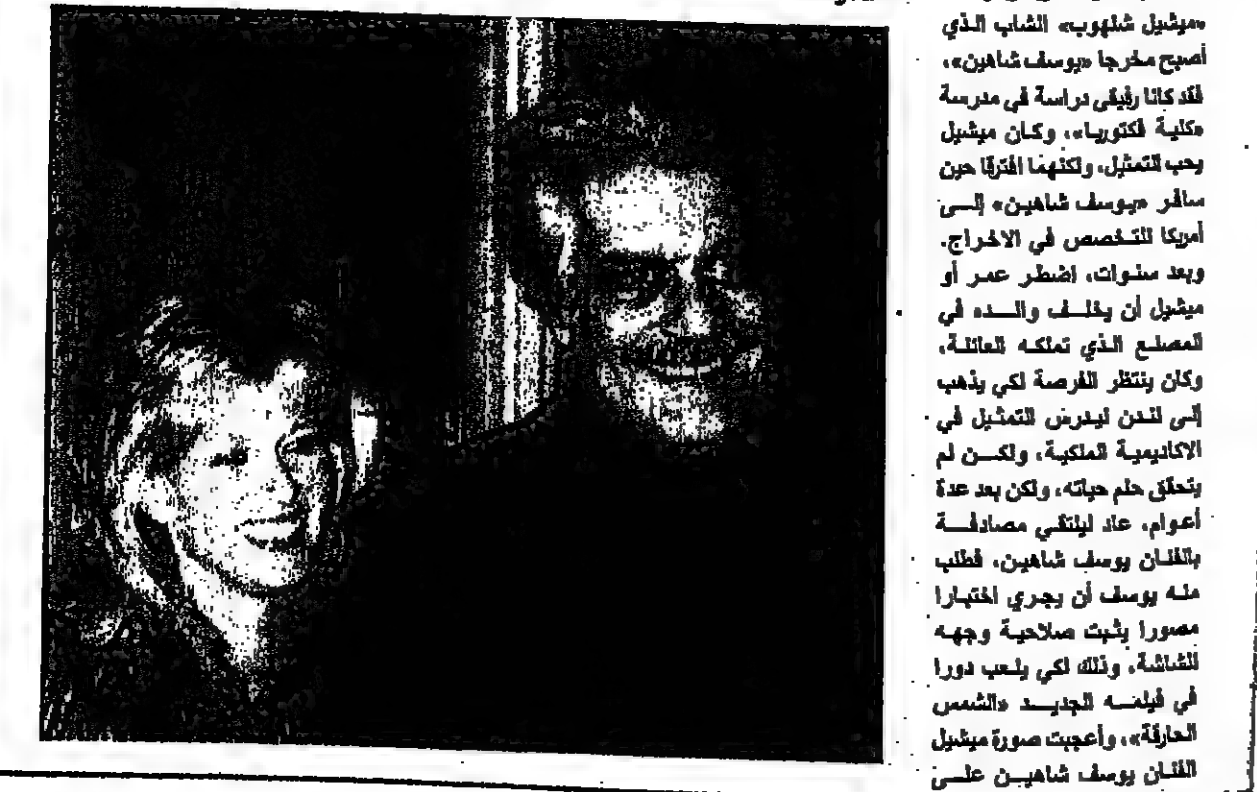 «ميشيل شلهوب» الشاب الذي
أصبح مخرجا «يوسف شاهين»،
فقد كانا رفيقي دراسة في مدرسة
«كلية فكتوريا»، وكان ميشيل
يحب التمثيل، ولكنهما افترقا حين
سافر «يوسف شاهين» إلى
أمريكا للتخصص في الاخراج.
وبعد سنوات، اضطر عمر أو
ميشيل أن يخلف والده في
المصنع الذي تملكه العائلة،
وكان ينتظر الفرصة لكي يذهب
إلى لندن ليدرس التمثيل في
الاكاديمية الملكية، ولكن لم
يتحقق حلم حياته، ولكن بعد عدة
أعوام، عاد ليلتقي مصادفة
بالفنان يوسف شاهين، فطلب
منه يوسف أن يجري اختبارا
مصورا يثبت صلاحية وجهه
للشاشة، وذلك لكي يلعب دورا
في فيلمه الجديد «الشمس
الحارقة»، وأعجبت صورة ميشيل
الفنان يوسف شاهين على